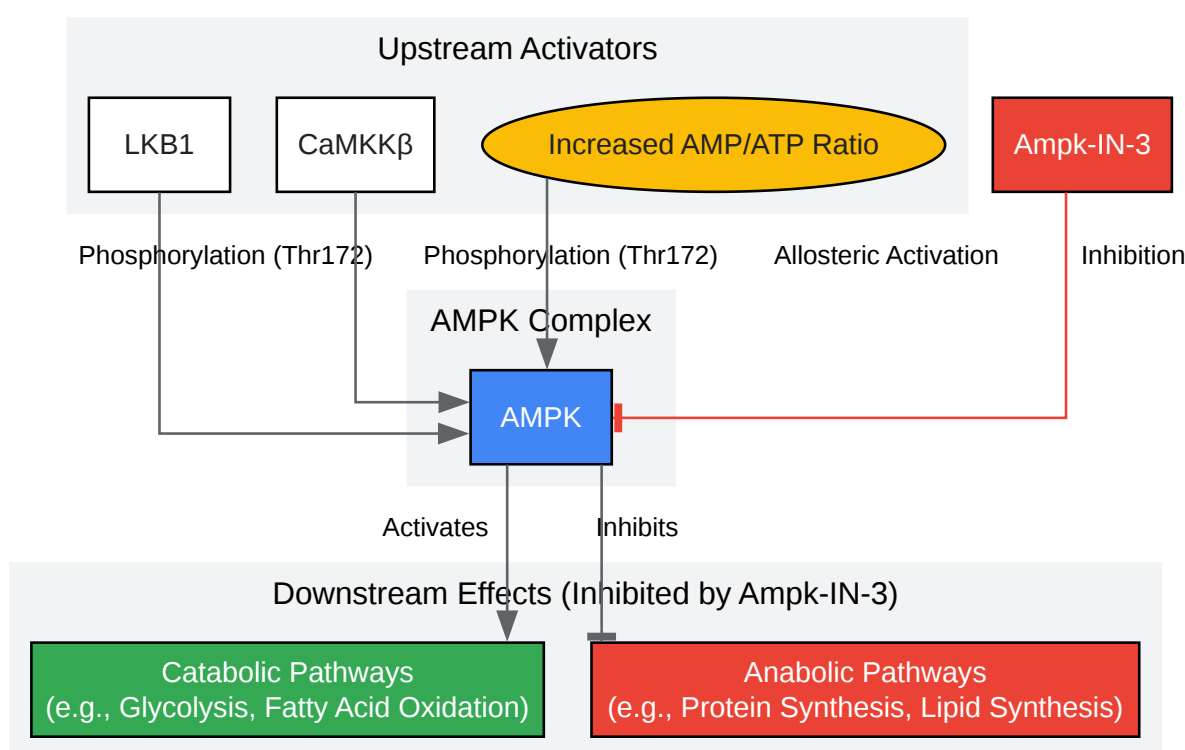 Upstream Activators
LKB1
CaMKKβ
Increased AMP/ATP Ratio
Ampk-IN-3
Phosphorylation (Thr172)
Phosphorylation (Thr172)
Allosteric Activation
Inhibition
AMPK Complex
AMPK
Activates
Inhibits
Downstream Effects (Inhibited by Ampk-IN-3)
Catabolic Pathways
(e.g., Glycolysis, Fatty Acid Oxidation)
Anabolic Pathways
(e.g., Protein Synthesis, Lipid Synthesis)